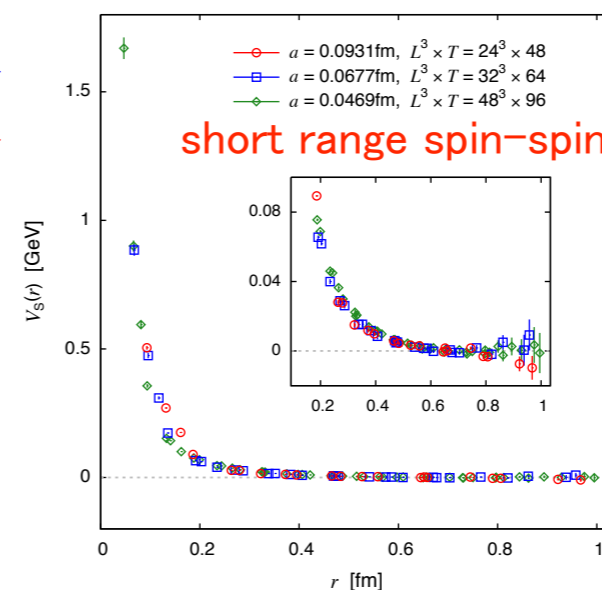 a = 0.0931fm, L³ × T = 24³ × 48
a = 0.0677fm, L³ × T = 32³ × 64
a = 0.0469fm, L³ × T = 48³ × 96
short range spin-spin
V_S(r) [GeV]
1.5
1
0.5
0
0.08
0.04
0
0.2 0.4 0.6 0.8 1
0 0.2 0.4 0.6 0.8 1
r [fm]